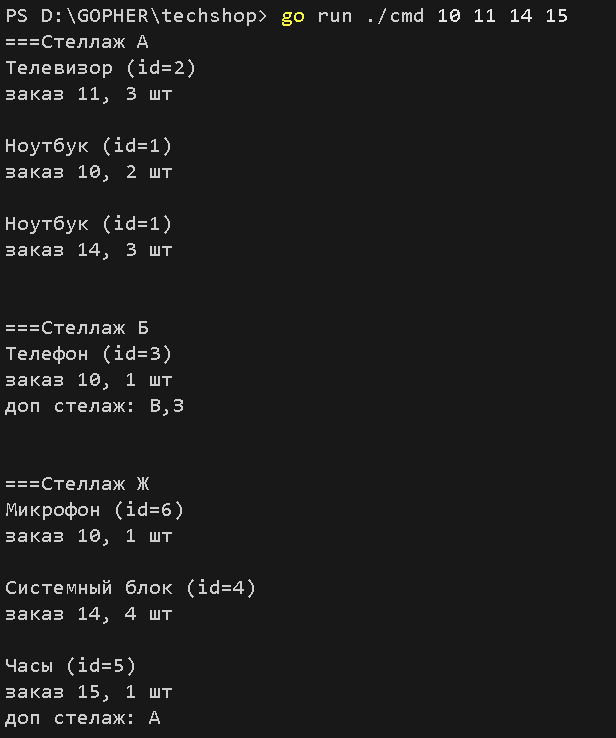 PS D:\GOPHER\techshop> go run ./cmd 10 11 14 15
===Стеллаж А
Телевизор (id=2)
заказ 11, 3 шт
Ноутбук (id=1)
заказ 10, 2 шт
Ноутбук (id=1)
заказ 14, 3 шт
===Стеллаж Б
Телефон (id=3)
заказ 10, 1 шт
доп стелаж: В,З
===Стеллаж Ж
Микрофон (id=6)
заказ 10, 1 шт
Системный блок (id=4)
заказ 14, 4 шт
Часы (id=5)
заказ 15, 1 шт
доп стелаж: А